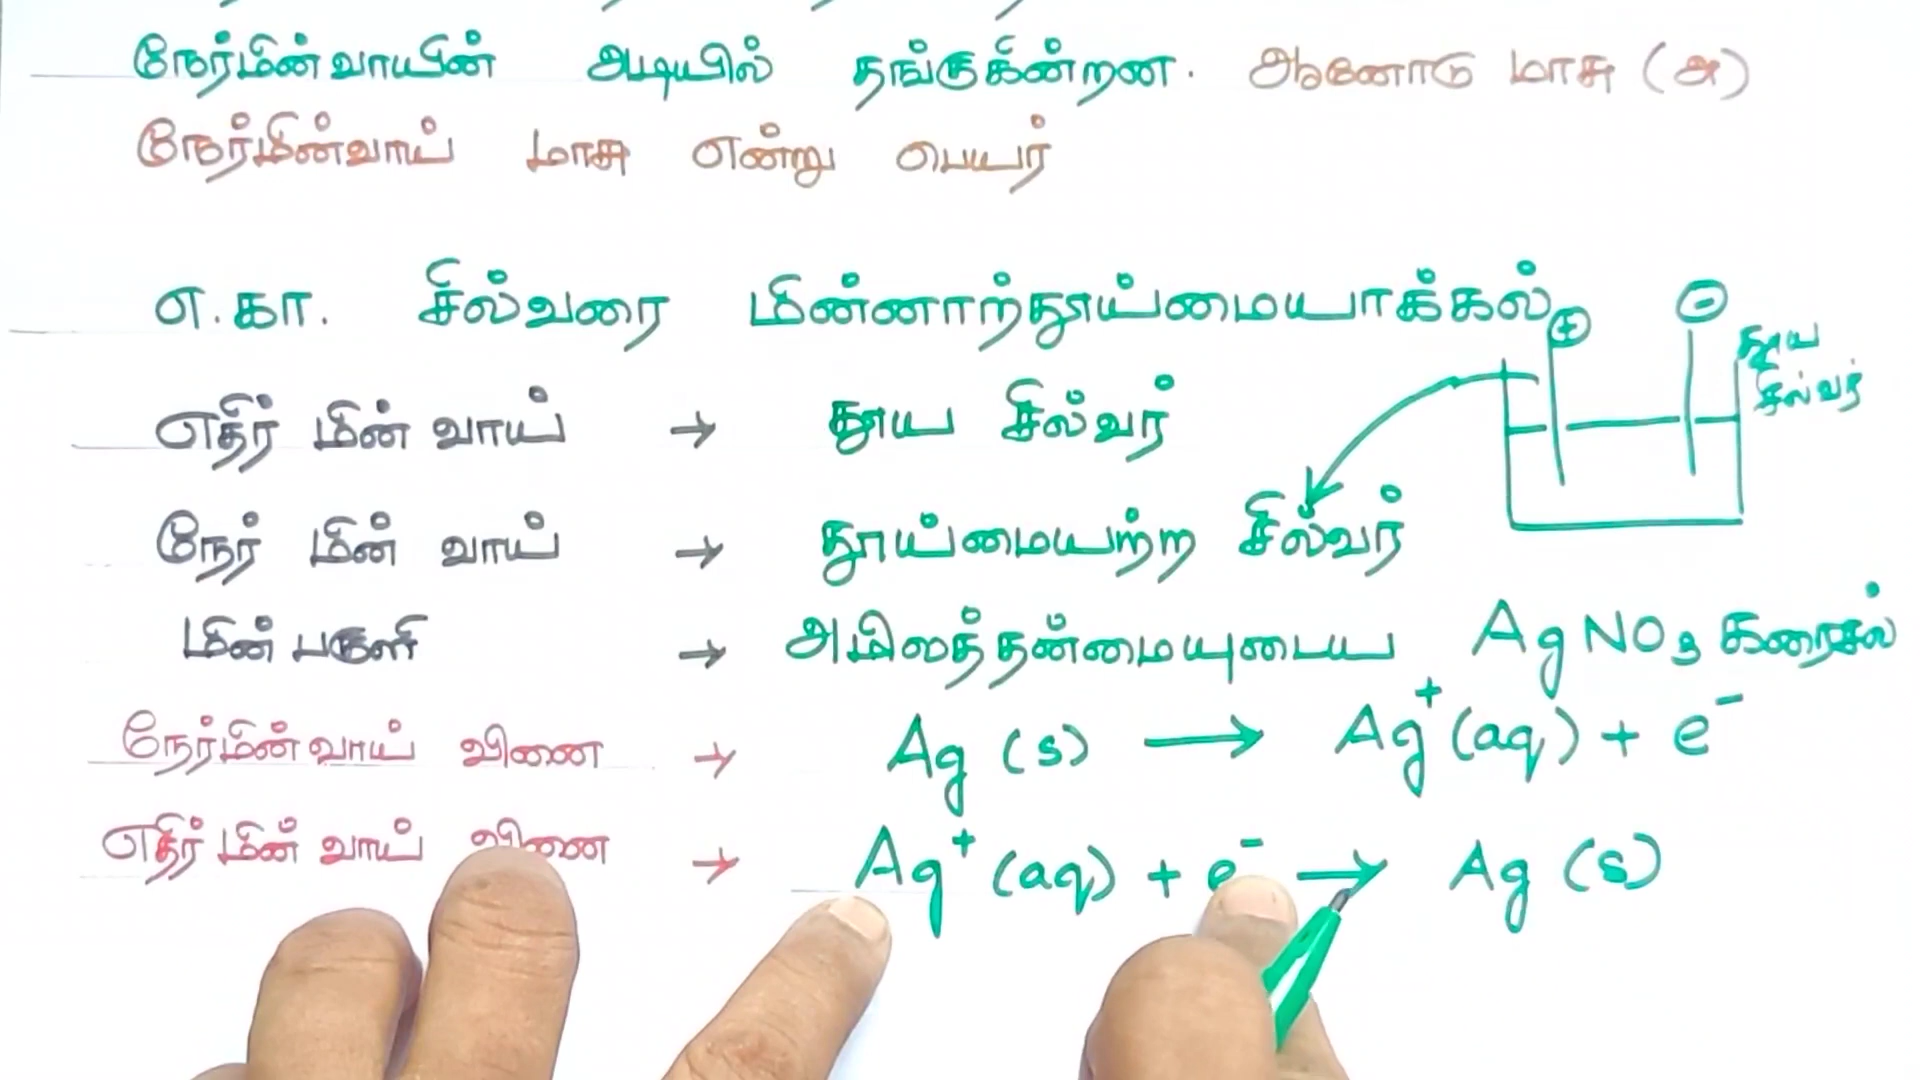 நேர்மின்வாயின் அடியில் தங்குகின்றன. ஆனோடு மாசு (அ)
நேர்மின்வாய் மாசு என்று பெயர்
எ.கா. சில்வரை மின்னாற்தூய்மையாக்கல்
+ -
தூய
சில்வர்
எதிர் மின் வாய் → தூய சில்வர்
நேர் மின் வாய் → தூய்மையற்ற சில்வர்
மின் பகுளி → அமிலத்தன்மையுடைய AgNO₃ கரைசல்
நேர்மின்வாய் வினை → Ag (s) ⟶ Ag⁺(aq) + e⁻
எதிர் மின் வாய் வினை → Ag⁺ (aq) + e⁻ → Ag (s)